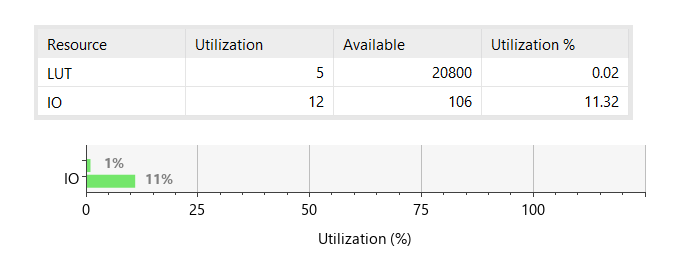 Resource Utilization Available Utilization %
LUT 5 20800 0.02
IO 12 106 11.32
1%
IO 11%
0 25 50 75 100
Utilization (%)